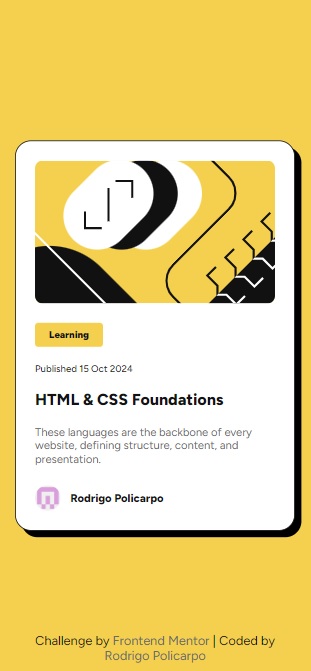 Learning
Published 15 Oct 2024
HTML & CSS Foundations
These languages are the backbone of every
website, defining structure, content, and
presentation.
Rodrigo Policarpo
Challenge by Frontend Mentor | Coded by
Rodrigo Policarpo